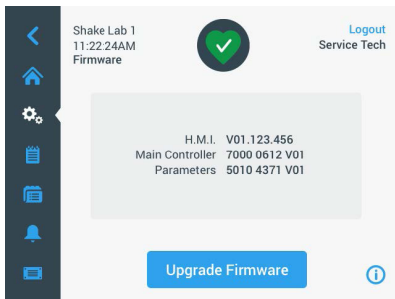 Shake Lab 1
11:22:24AM
Firmware
Logout
Service Tech
H.M.I. V01.123.456
Main Controller 7000 0612 V01
Parameters 5010 4371 V01
Upgrade Firmware